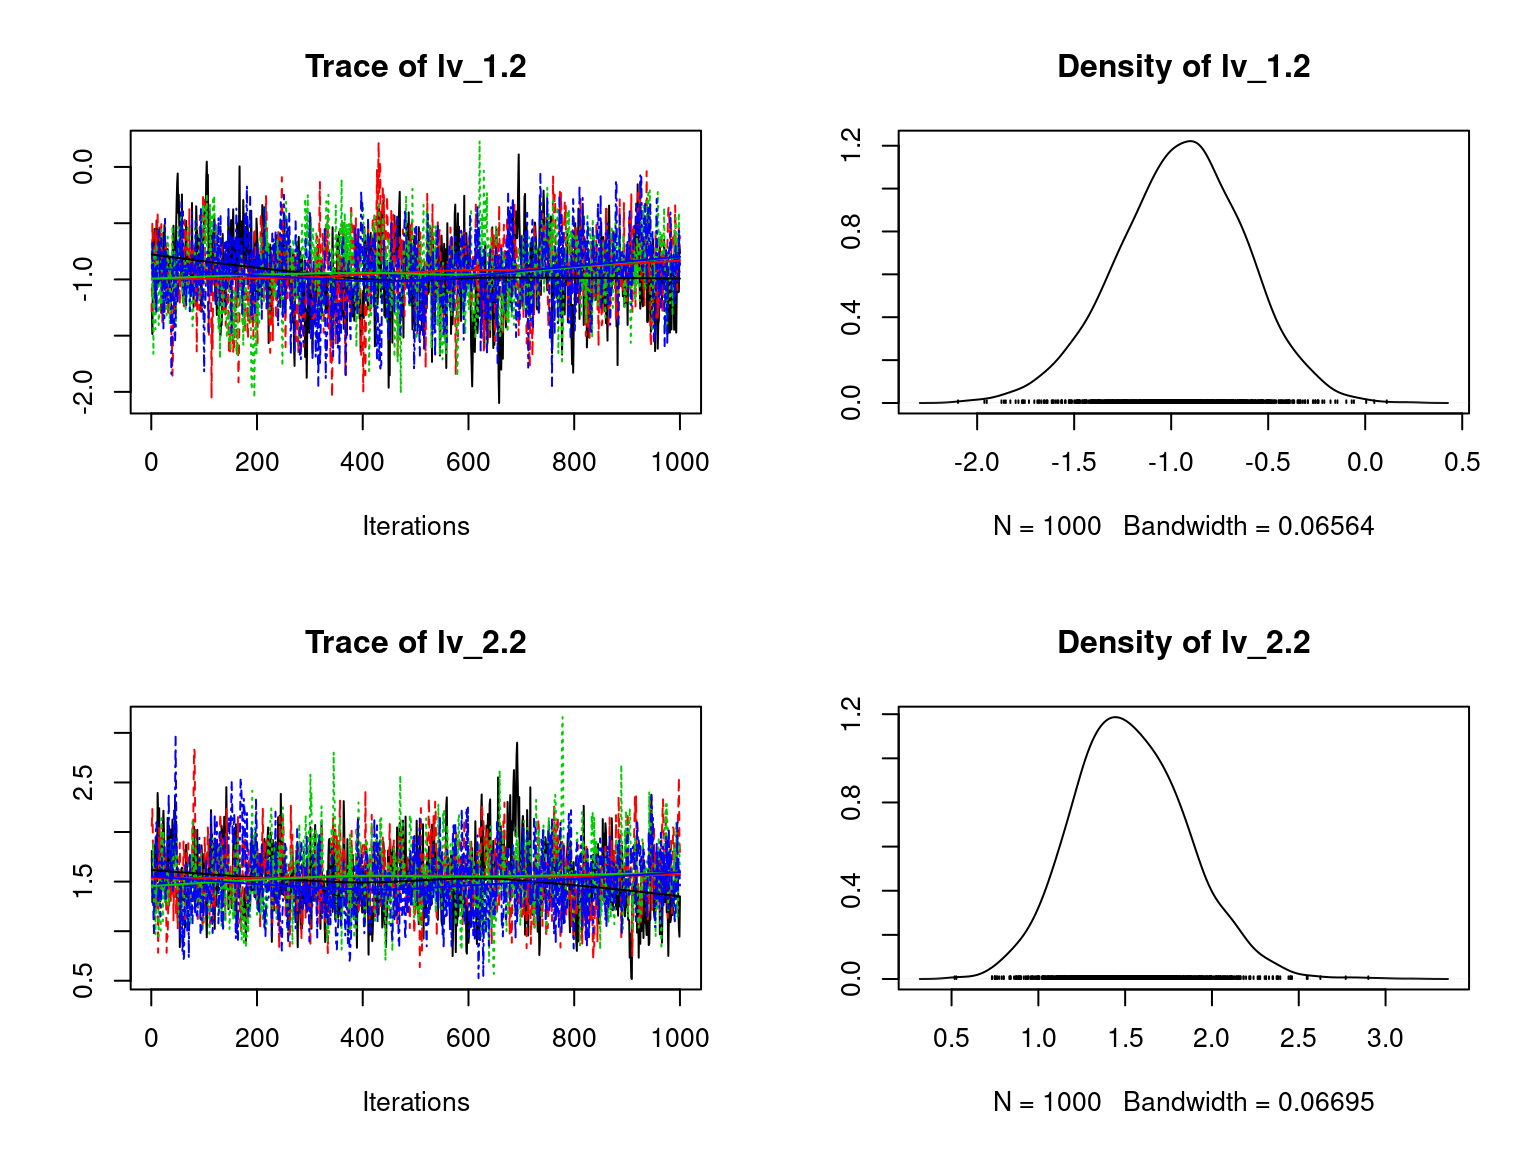 Trace of lv_1.2
0.0
-1.0
-2.0
0 200 400 600 800 1000
Iterations
Density of lv_1.2
1.2
0.8
0.4
0.0
-2.0 -1.5 -1.0 -0.5 0.0 0.5
N = 1000 Bandwidth = 0.06564
Trace of lv_2.2
2.5
1.5
0.5
0 200 400 600 800 1000
Iterations
Density of lv_2.2
1.2
0.8
0.4
0.0
0.5 1.0 1.5 2.0 2.5 3.0
N = 1000 Bandwidth = 0.06695